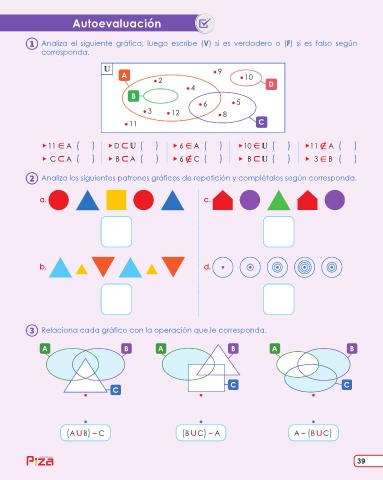 Autoevaluación
1 Analiza el siguiente gráfico, luego escribe (V) si es verdadero o (F) si es falso según
corresponda.
U
A
2
9
10
D
B
4
3
12
6
5
8
C
11
11 ∈ A ( ) D ⊂ U ( ) 6 ∈ A ( ) 10 ∈ U ( ) 11 ∉ A ( )
C ⊂ A ( ) B ⊂ A ( ) 6 ∉ C ( ) B ⊂ U ( ) 3 ∈ B ( )
2 Analiza los siguientes patrones gráficos de repetición y complétalos según corresponda.
a. c.
b. d.
3 Relaciona cada gráfico con la operación que le corresponda.
A B A B A B
C C C
(A∪B) – C (B∪C) – A A – (B∪C)
P:za 39